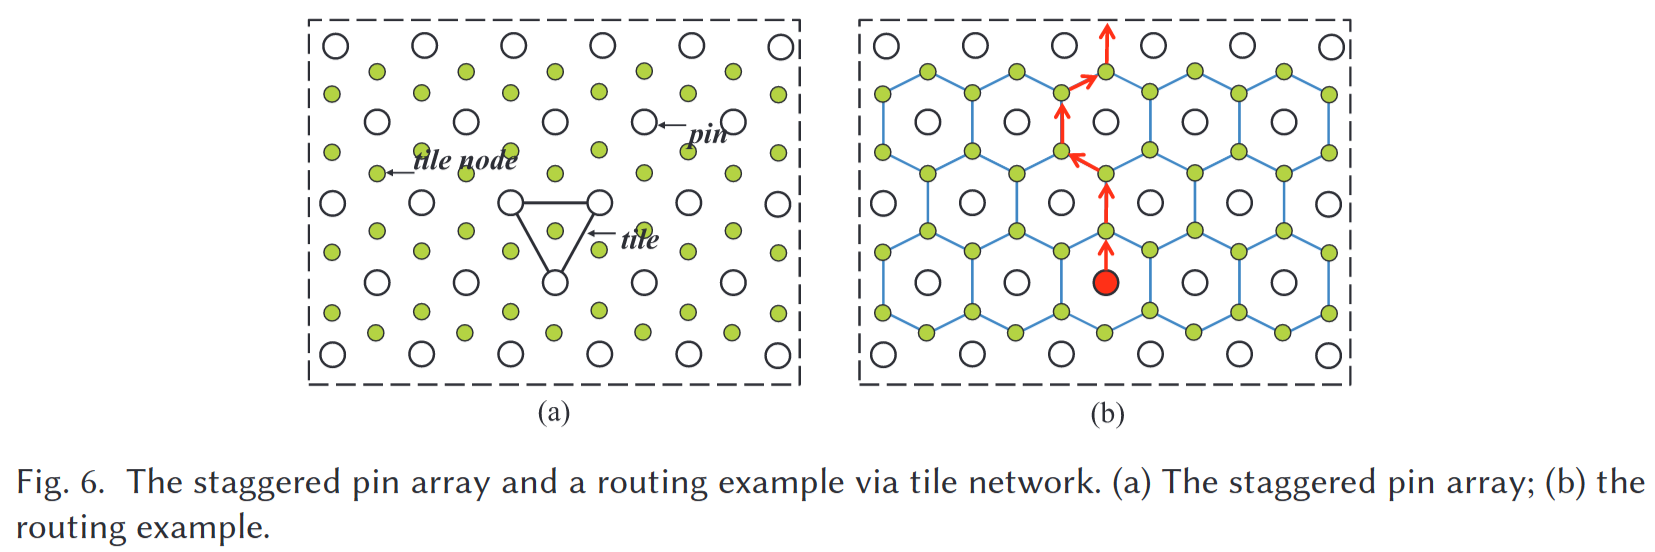 pin
tile node
tile
(a)
(b)
Fig. 6. The staggered pin array and a routing example via tile network. (a) The staggered pin array; (b) the
routing example.